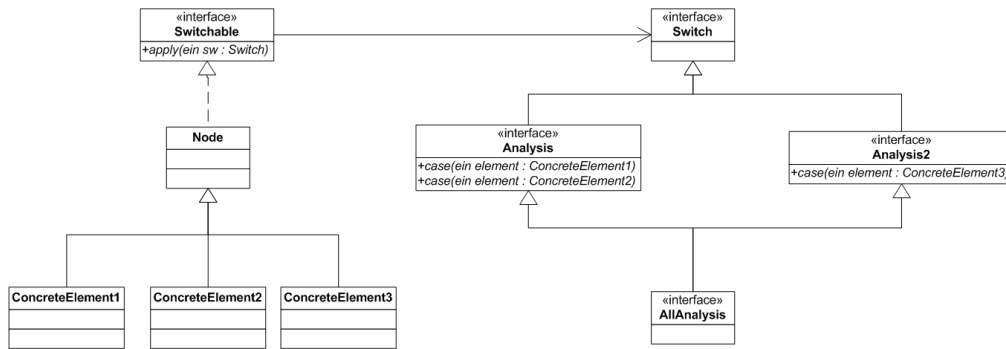 «interface»
Switchable
+apply(ein sw : Switch)
«interface»
Switch
Node
«interface»
Analysis
+case(ein element : ConcreteElement1)
+case(ein element : ConcreteElement2)
«interface»
Analysis2
+case(ein element : ConcreteElement3)
ConcreteElement1
ConcreteElement2
ConcreteElement3
«interface»
AllAnalysis